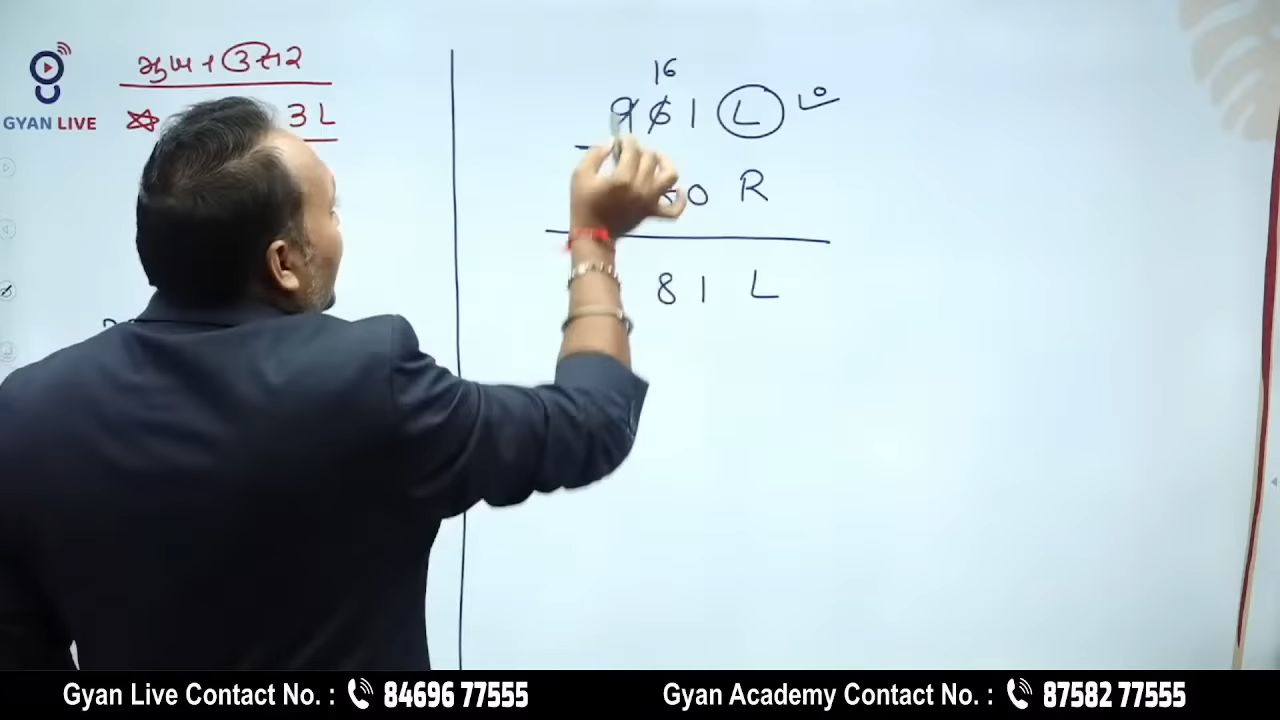 GYAN LIVE
મુખ + ઉત્તર
3 L
16
9 6 1 L L⁰
0 R
8 1 L
Gyan Live Contact No. : 84696 77555
Gyan Academy Contact No. : 87582 77555